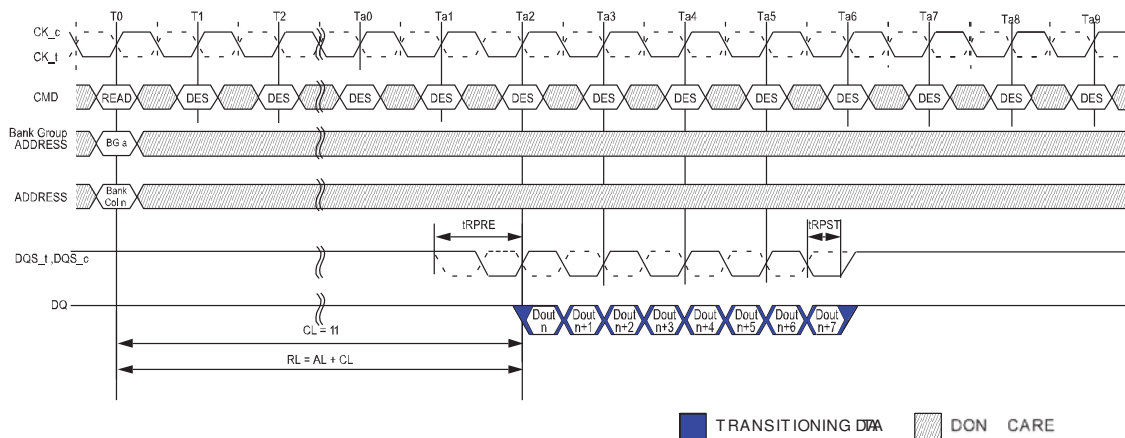 T0 T1 T2 Ta0 Ta1 Ta2 Ta3 Ta4 Ta5 Ta6 Ta7 Ta8 Ta9
CK_c
CK_t
CMD READ DES DES DES DES DES DES DES DES DES DES DES DES
Bank Group
ADDRESS
BG a
ADDRESS
Bank
Col n
tRPRE tRPST
DQS_t ,DQS_c
DQ
Dout Dout Dout Dout Dout Dout Dout Dout
n n+1 n+2 n+3 n+4 n+5 n+6 n+7
CL = 11
RL = AL + CL
TRANSITIONING DATA DON CARE